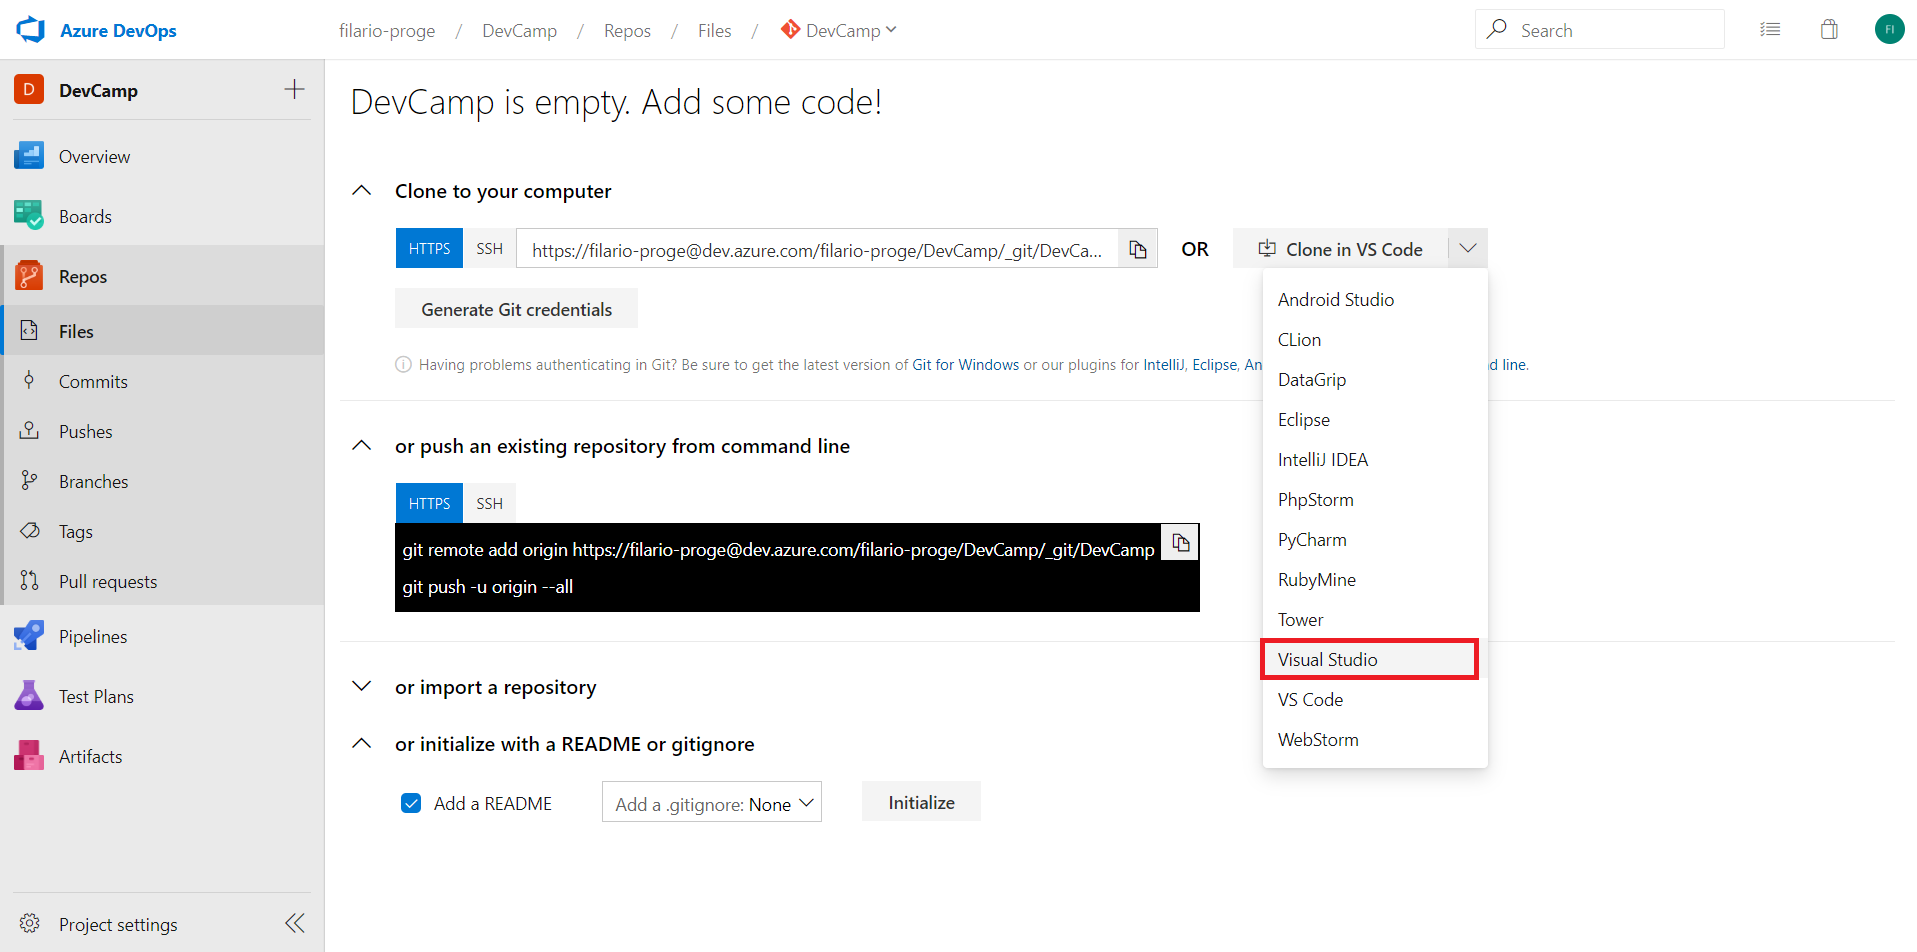 Azure DevOps
filario-proge / DevCamp / Repos / Files / DevCamp
Search
FI
D DevCamp
Overview
Boards
Repos
Files
Commits
Pushes
Branches
Tags
Pull requests
Pipelines
Test Plans
Artifacts
Project settings
DevCamp is empty. Add some code!
Clone to your computer
HTTPS SSH https://filario-proge@dev.azure.com/filario-proge/DevCamp/_git/DevCa... OR Clone in VS Code
Generate Git credentials
Having problems authenticating in Git? Be sure to get the latest version of Git for Windows or our plugins for IntelliJ, Eclipse, An d line.
Android Studio
CLion
DataGrip
Eclipse
IntelliJ IDEA
PhpStorm
PyCharm
RubyMine
Tower
Visual Studio
VS Code
WebStorm
or push an existing repository from command line
HTTPS SSH
git remote add origin https://filario-proge@dev.azure.com/filario-proge/DevCamp/_git/DevCamp
git push -u origin --all
or import a repository
or initialize with a README or gitignore
Add a README Add a .gitignore: None Initialize